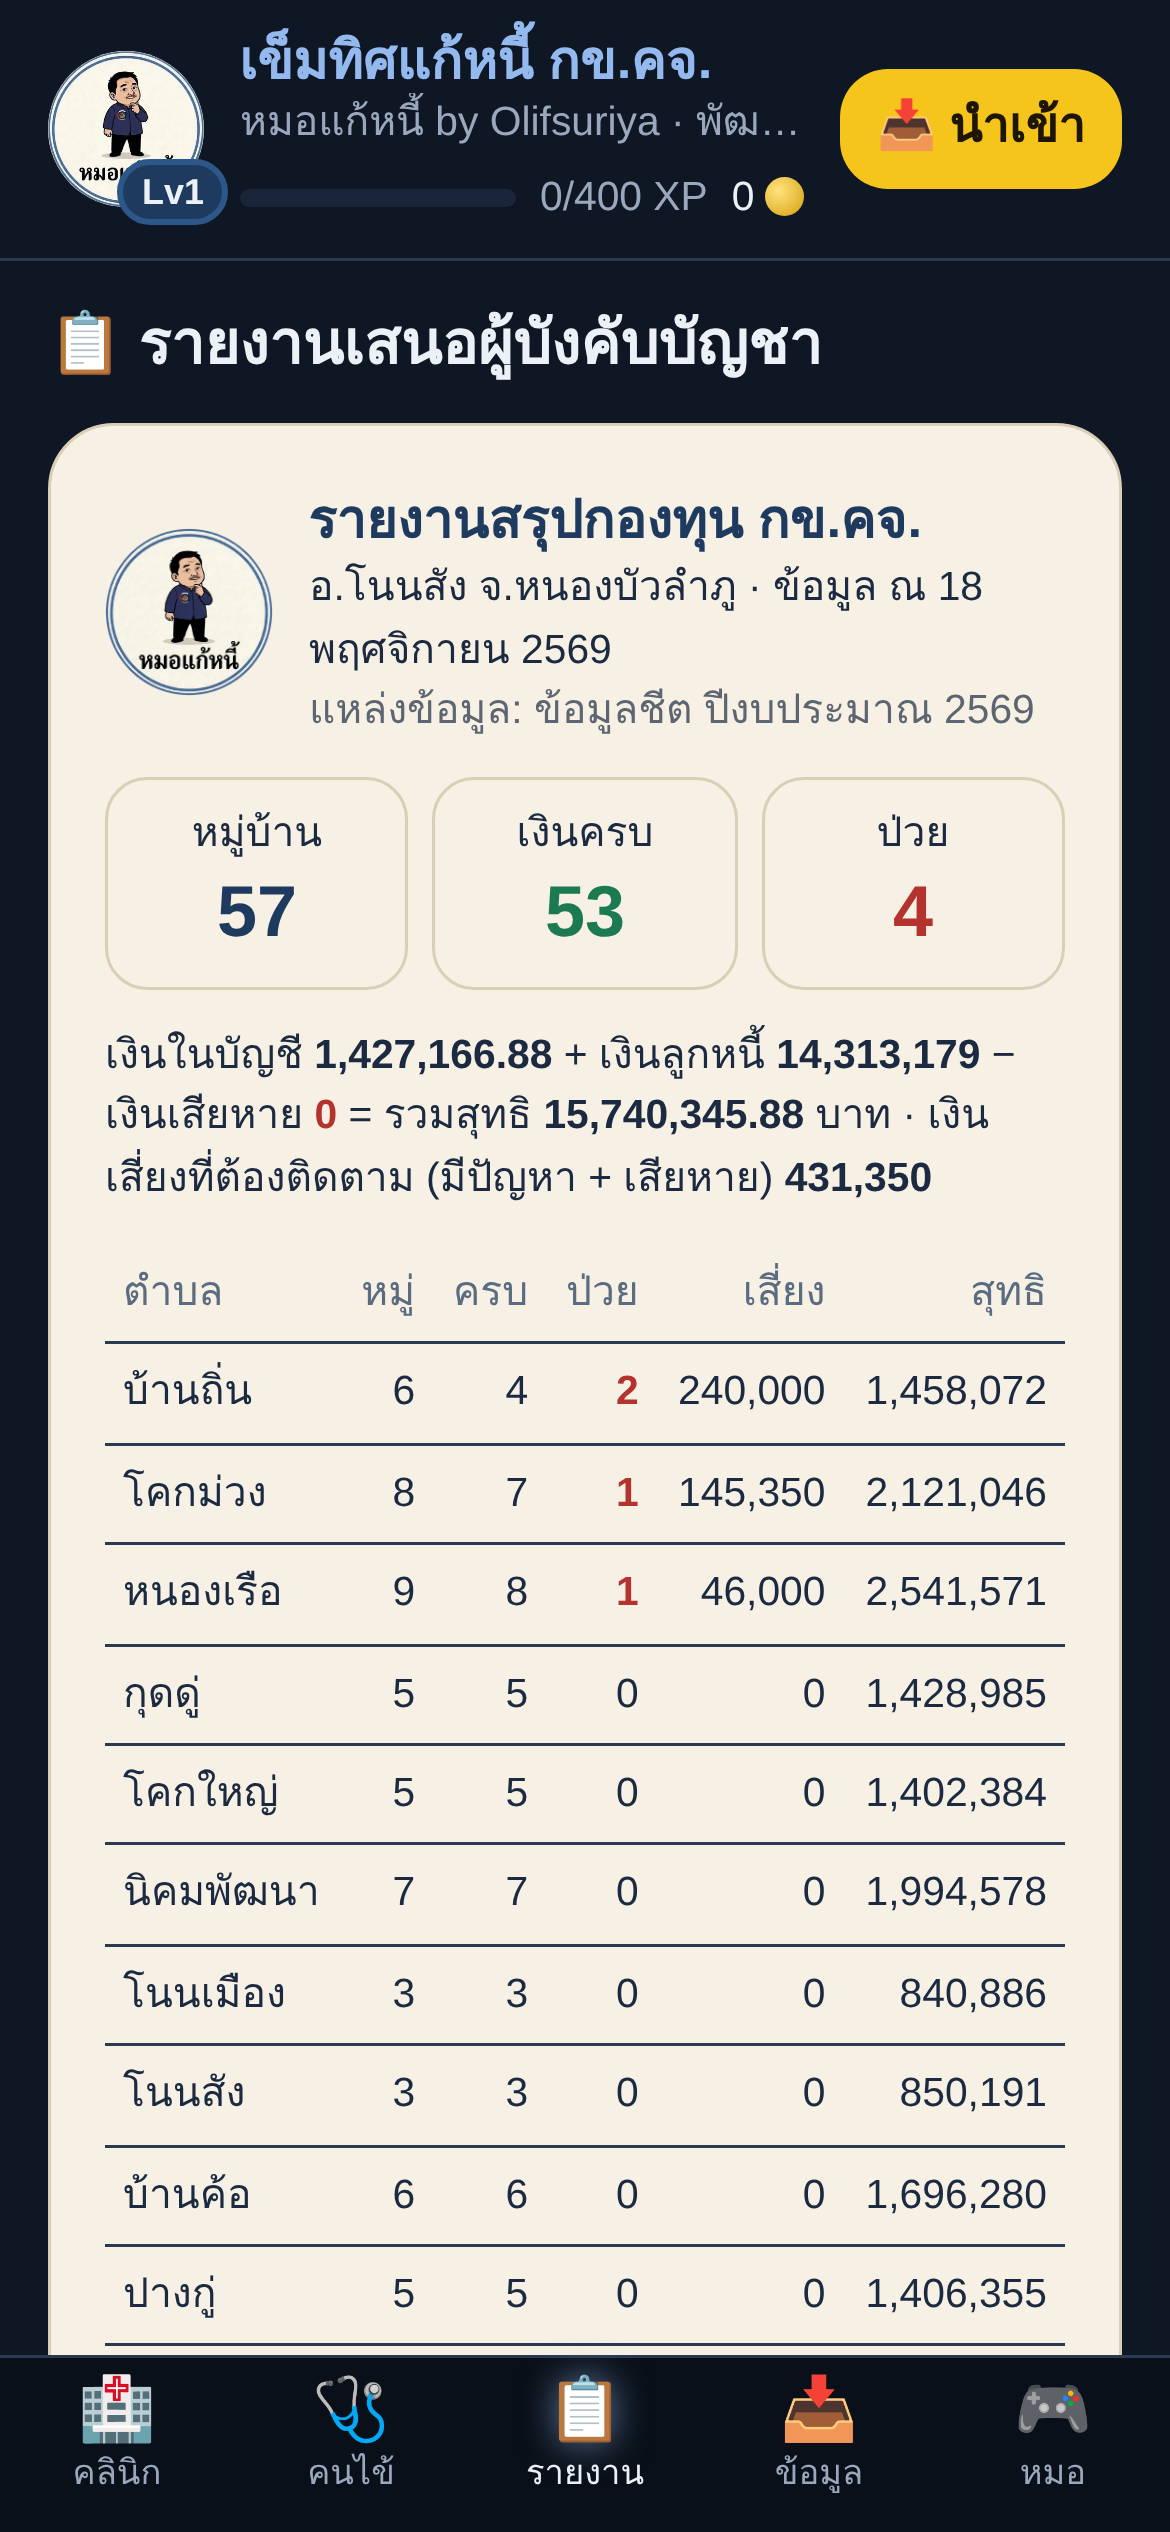 เข็มทิศแก้หนี้ กข.คจ.
หมอแก้หนี้ by Olifsuriya · พัฒ...
Lv1
0/400 XP 0
📥 นำเข้า
📋 รายงานเสนอผู้บังคับบัญชา
หมอแก้หนี้
รายงานสรุปกองทุน กข.คจ.
อ.โนนสัง จ.หนองบัวลำภู · ข้อมูล ณ 18
พฤศจิกายน 2569
แหล่งข้อมูล: ข้อมูลชีต ปีงบประมาณ 2569
หมู่บ้าน เงินครบ ป่วย
57 53 4
เงินในบัญชี 1,427,166.88 + เงินลูกหนี้ 14,313,179 −
เงินเสียหาย 0 = รวมสุทธิ 15,740,345.88 บาท · เงิน
เสี่ยงที่ต้องติดตาม (มีปัญหา + เสียหาย) 431,350
ตำบล หมู่ ครบ ป่วย เสี่ยง สุทธิ
บ้านถิ่น 6 4 2 240,000 1,458,072
โคกม่วง 8 7 1 145,350 2,121,046
หนองเรือ 9 8 1 46,000 2,541,571
กุดดู่ 5 5 0 0 1,428,985
โคกใหญ่ 5 5 0 0 1,402,384
นิคมพัฒนา 7 7 0 0 1,994,578
โนนเมือง 3 3 0 0 840,886
โนนสัง 3 3 0 0 850,191
บ้านค้อ 6 6 0 0 1,696,280
ปางกู่ 5 5 0 0 1,406,355
คลินิก คนไข้ รายงาน ข้อมูล หมอ